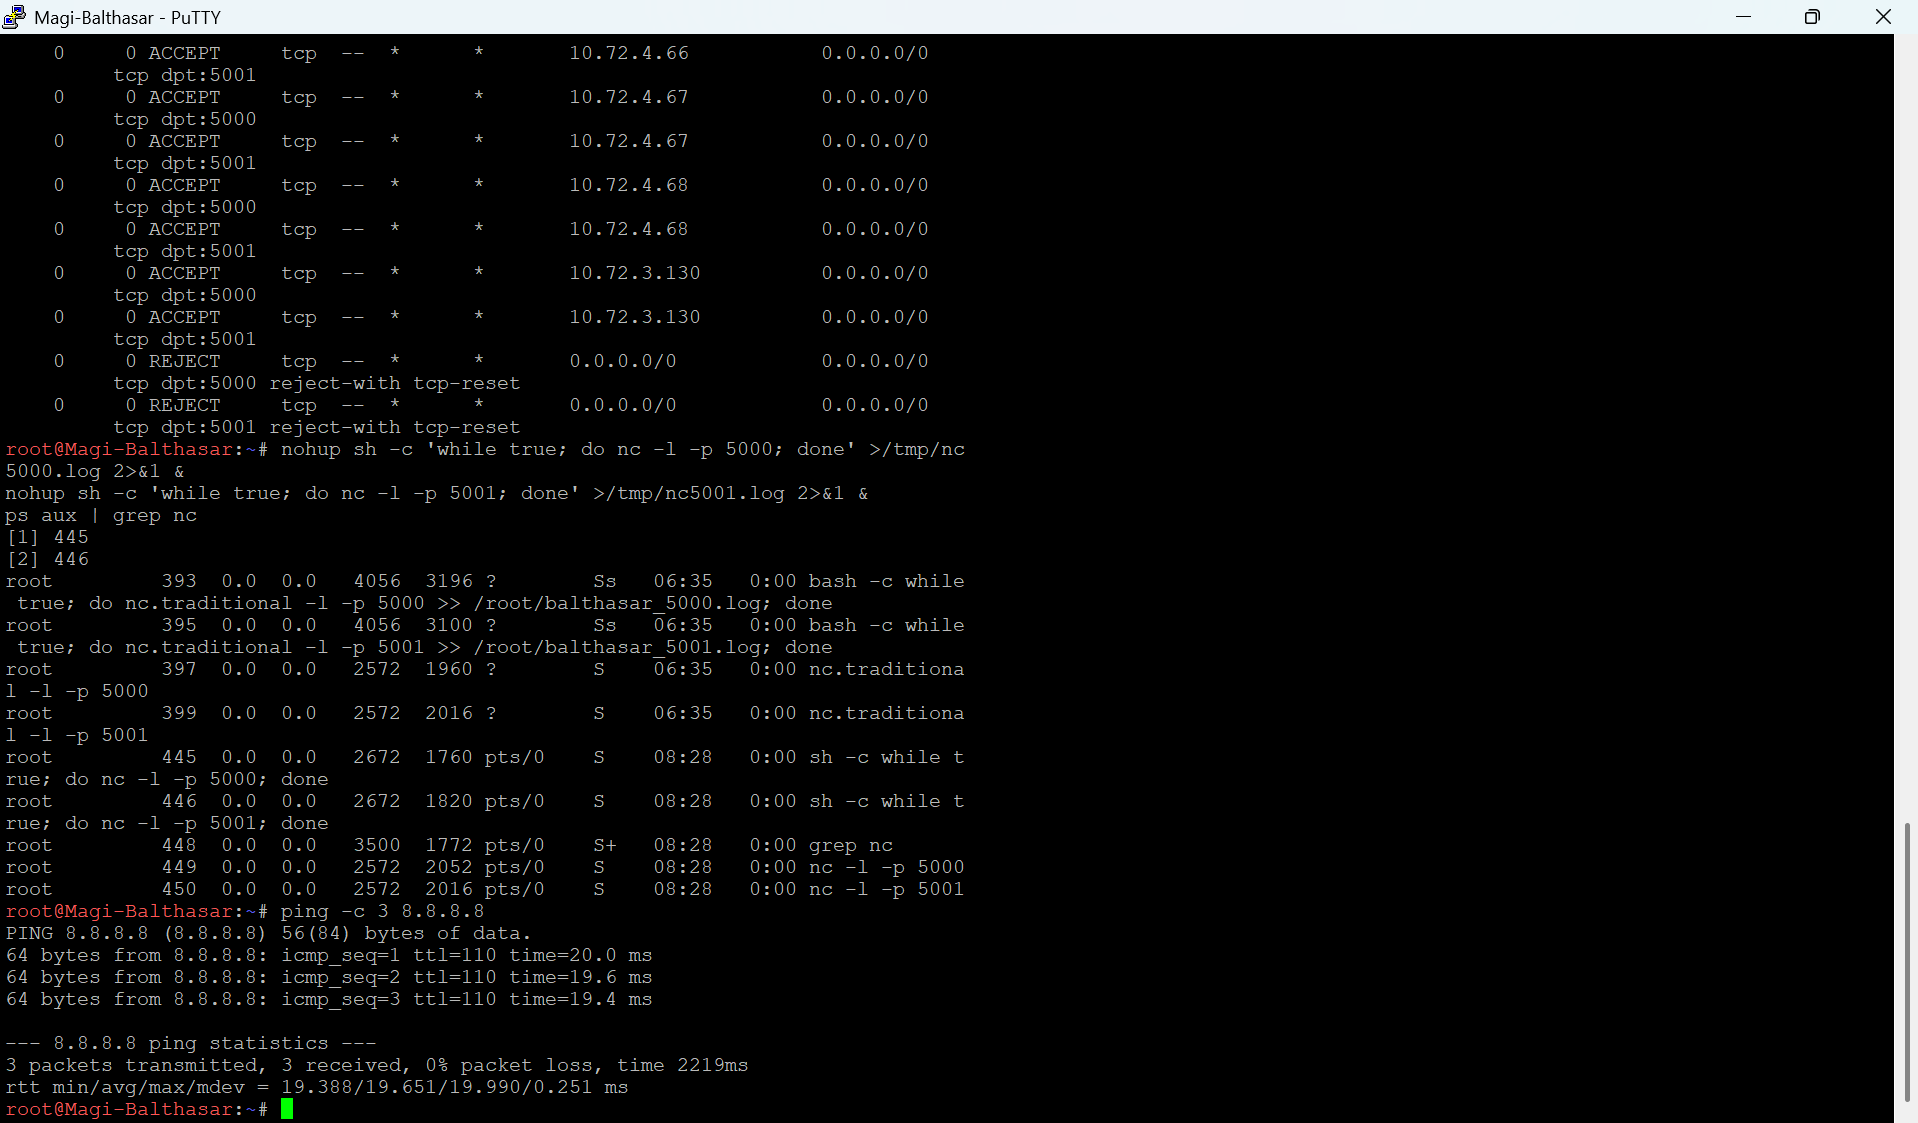 Magi-Balthasar - PuTTY
    0     0 ACCEPT     tcp  --  *      *       10.72.4.66           0.0.0.0/0
         tcp dpt:5001
    0     0 ACCEPT     tcp  --  *      *       10.72.4.67           0.0.0.0/0
         tcp dpt:5000
    0     0 ACCEPT     tcp  --  *      *       10.72.4.67           0.0.0.0/0
         tcp dpt:5001
    0     0 ACCEPT     tcp  --  *      *       10.72.4.68           0.0.0.0/0
         tcp dpt:5000
    0     0 ACCEPT     tcp  --  *      *       10.72.4.68           0.0.0.0/0
         tcp dpt:5001
    0     0 ACCEPT     tcp  --  *      *       10.72.3.130          0.0.0.0/0
         tcp dpt:5000
    0     0 ACCEPT     tcp  --  *      *       10.72.3.130          0.0.0.0/0
         tcp dpt:5001
    0     0 REJECT     tcp  --  *      *       0.0.0.0/0            0.0.0.0/0
         tcp dpt:5000 reject-with tcp-reset
    0     0 REJECT     tcp  --  *      *       0.0.0.0/0            0.0.0.0/0
         tcp dpt:5001 reject-with tcp-reset
root@Magi-Balthasar:~# nohup sh -c 'while true; do nc -l -p 5000; done' >/tmp/nc
5000.log 2>&1 &
nohup sh -c 'while true; do nc -l -p 5001; done' >/tmp/nc5001.log 2>&1 &
ps aux | grep nc
[1] 445
[2] 446
root         393  0.0  0.0   4056  3196 ?        Ss   06:35   0:00 bash -c while
 true; do nc.traditional -l -p 5000 >> /root/balthasar_5000.log; done
root         395  0.0  0.0   4056  3100 ?        Ss   06:35   0:00 bash -c while
 true; do nc.traditional -l -p 5001 >> /root/balthasar_5001.log; done
root         397  0.0  0.0   2572  1960 ?        S    06:35   0:00 nc.traditiona
l -l -p 5000
root         399  0.0  0.0   2572  2016 ?        S    06:35   0:00 nc.traditiona
l -l -p 5001
root         445  0.0  0.0   2672  1760 pts/0    S    08:28   0:00 sh -c while t
rue; do nc -l -p 5000; done
root         446  0.0  0.0   2672  1820 pts/0    S    08:28   0:00 sh -c while t
rue; do nc -l -p 5001; done
root         448  0.0  0.0   3500  1772 pts/0    S+   08:28   0:00 grep nc
root         449  0.0  0.0   2572  2052 pts/0    S    08:28   0:00 nc -l -p 5000
root         450  0.0  0.0   2572  2016 pts/0    S    08:28   0:00 nc -l -p 5001
root@Magi-Balthasar:~# ping -c 3 8.8.8.8
PING 8.8.8.8 (8.8.8.8) 56(84) bytes of data.
64 bytes from 8.8.8.8: icmp_seq=1 ttl=110 time=20.0 ms
64 bytes from 8.8.8.8: icmp_seq=2 ttl=110 time=19.6 ms
64 bytes from 8.8.8.8: icmp_seq=3 ttl=110 time=19.4 ms
--- 8.8.8.8 ping statistics ---
3 packets transmitted, 3 received, 0% packet loss, time 2219ms
rtt min/avg/max/mdev = 19.388/19.651/19.990/0.251 ms
root@Magi-Balthasar:~#